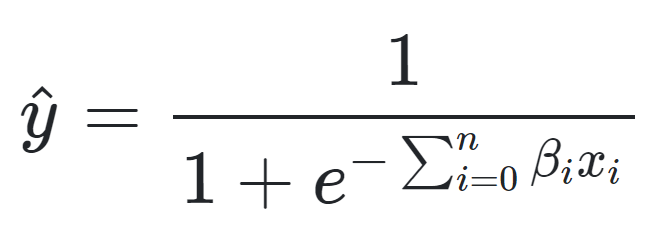 ŷ = 1 / (1 + e^{-∑_{i=0}^{n} β_i x_i})